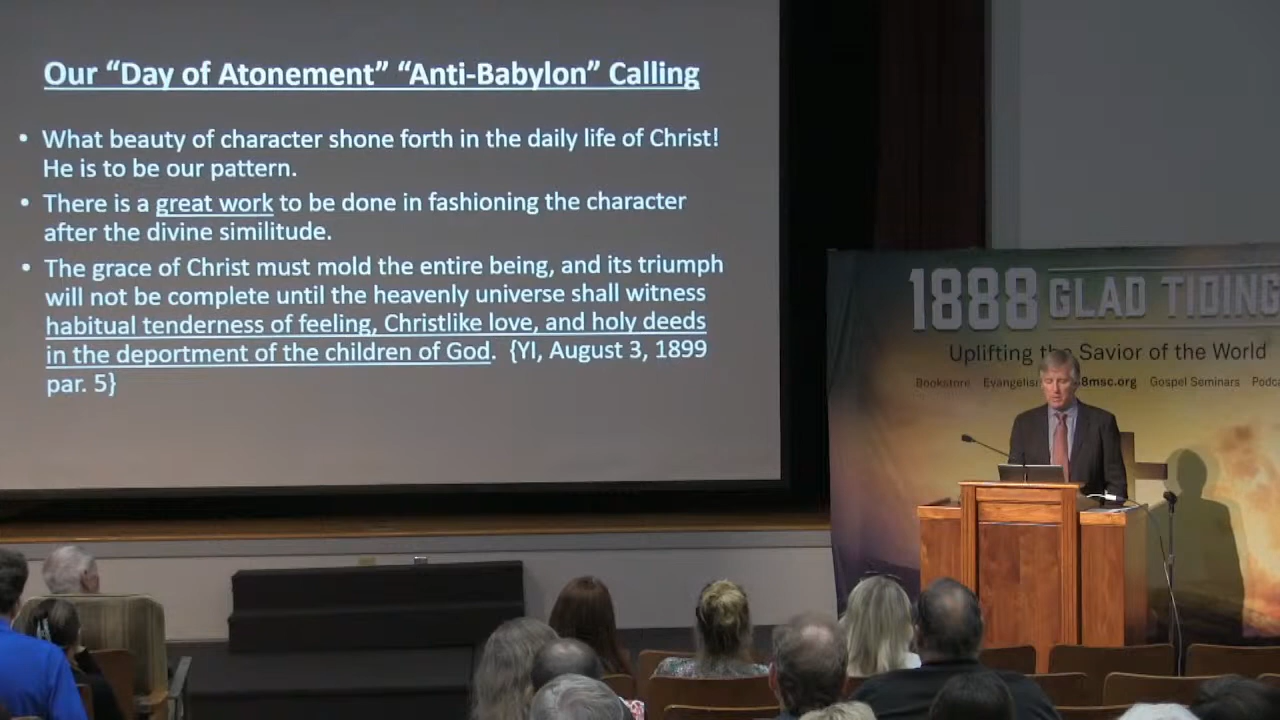 Our “Day of Atonement” “Anti-Babylon” Calling
• What beauty of character shone forth in the daily life of Christ!
He is to be our pattern.
• There is a great work to be done in fashioning the character
after the divine similitude.
• The grace of Christ must mold the entire being, and its triumph
will not be complete until the heavenly universe shall witness
habitual tenderness of feeling, Christlike love, and holy deeds
in the deportment of the children of God. {YI, August 3, 1899
par. 5}
1888 GLAD TIDING
Uplifting the Savior of the World
Bookstore Evangelis 8msc.org Gospel Seminars Podca